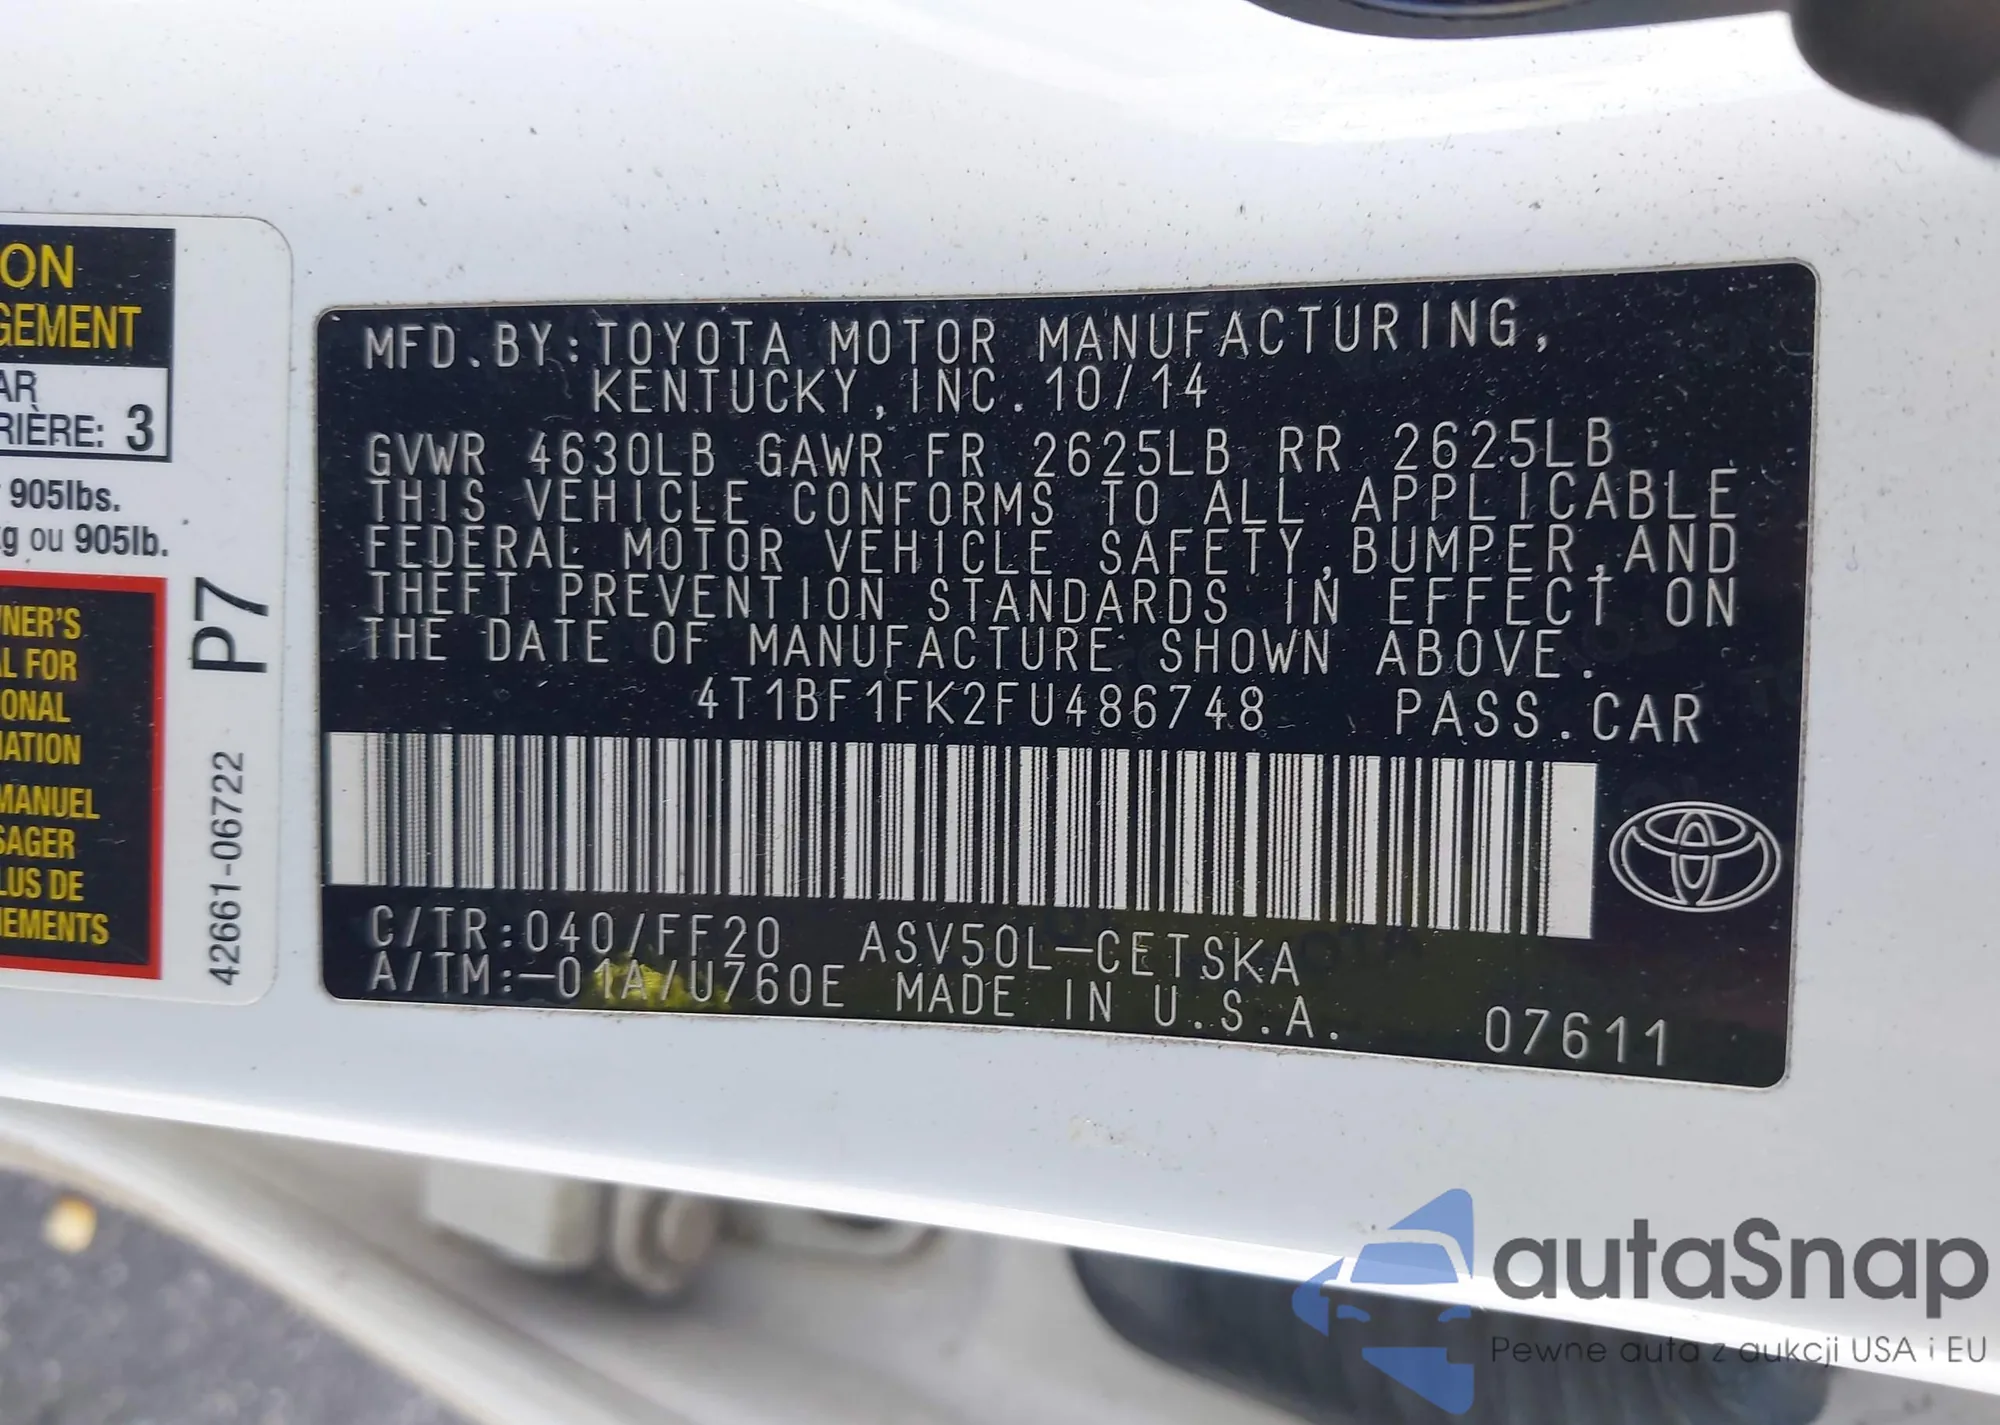 ON
GEMENT
AR
RIÈRE: 3
905lbs.
g ou 905lb.
NER'S
L FOR
ONAL
ATION
MANUEL
SAGER
LUS DE
NEMENTS
P7
42661-06722
MFD.BY:TOYOTA MOTOR MANUFACTURING,
KENTUCKY,INC.10/14
GVWR 4630LB GAWR FR 2625LB RR 2625LB
THIS VEHICLE CONFORMS TO ALL APPLICABLE
FEDERAL MOTOR VEHICLE SAFETY,BUMPER,AND
THEFT PREVENTION STANDARDS IN EFFECT ON
THE DATE OF MANUFACTURE SHOWN ABOVE.
4T1BF1FK2FU486748 PASS.CAR
C/TR:040/FF20 ASV50L-CETSKA
A/TM:-01A/U760E MADE IN U.S.A.
07611
autaSnap
Pewne auta z aukcji USA i EU